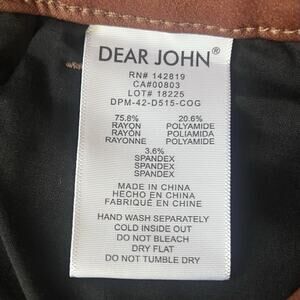 DEAR JOHN®
RN# 142819
CA#00803
LOT# 18225
DPM-42-D515-COG
75.8% 20.6%
RAYON POLYAMIDE
RAYÓN POLIAMIDA
RAYONNE POLYAMIDE
3.6%
SPANDEX
SPANDEX
SPANDEX
MADE IN CHINA
HECHO EN CHINA
FABRIQUÉ EN CHINE
HAND WASH SEPARATELY
COLD INSIDE OUT
DO NOT BLEACH
DRY FLAT
DO NOT TUMBLE DRY